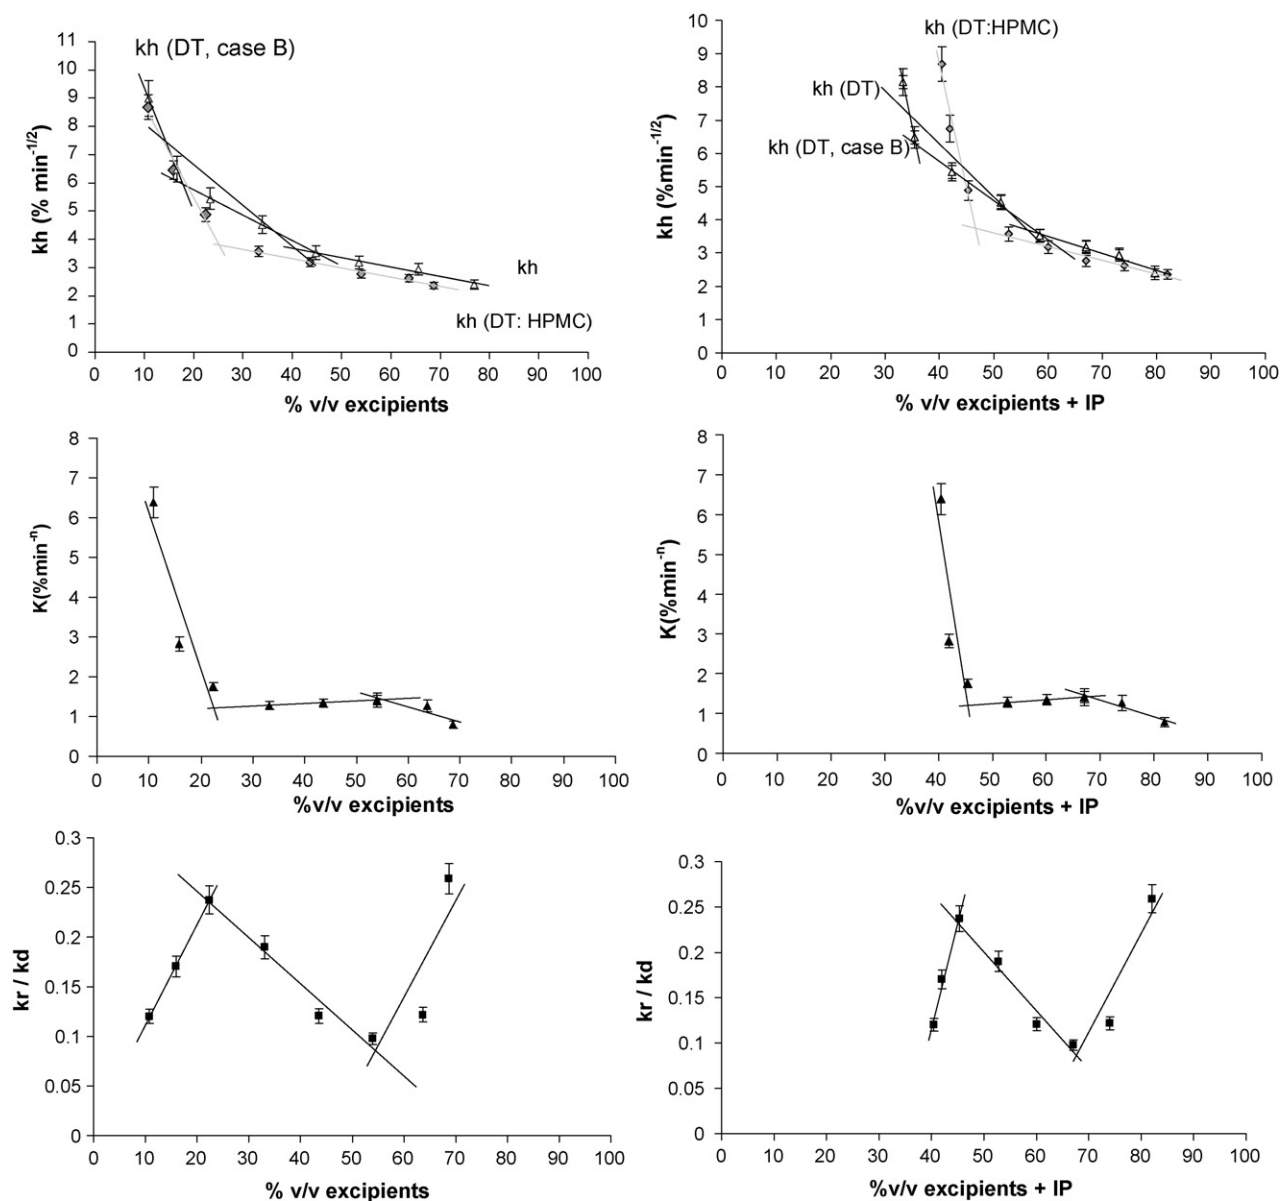 kh (DT, case B)
kh (% min-1/2)
11
10
9
8
7
6
5
4
3
2
1
0
kh
kh (DT: HPMC)
0 10 20 30 40 50 60 70 80 90 100
% v/v excipients
kh (DT:HPMC)
kh (DT)
kh (DT, case B)
kh (%min-1/2)
10
9
8
7
6
5
4
3
2
1
0
0 10 20 30 40 50 60 70 80 90 100
% v/v excipients + IP
K(%min-n)
8
7
6
5
4
3
2
1
0
0 10 20 30 40 50 60 70 80 90 100
%v/v excipients
K(%min-n)
8
7
6
5
4
3
2
1
0
0 10 20 30 40 50 60 70 80 90 100
%v/v excipients + IP
kr / kd
0.3
0.25
0.2
0.15
0.1
0.05
0
0 10 20 30 40 50 60 70 80 90 100
% v/v excipients
kr / kd
0.3
0.25
0.2
0.15
0.1
0.05
0
0 10 20 30 40 50 60 70 80 90 100
%v/v excipients + IP